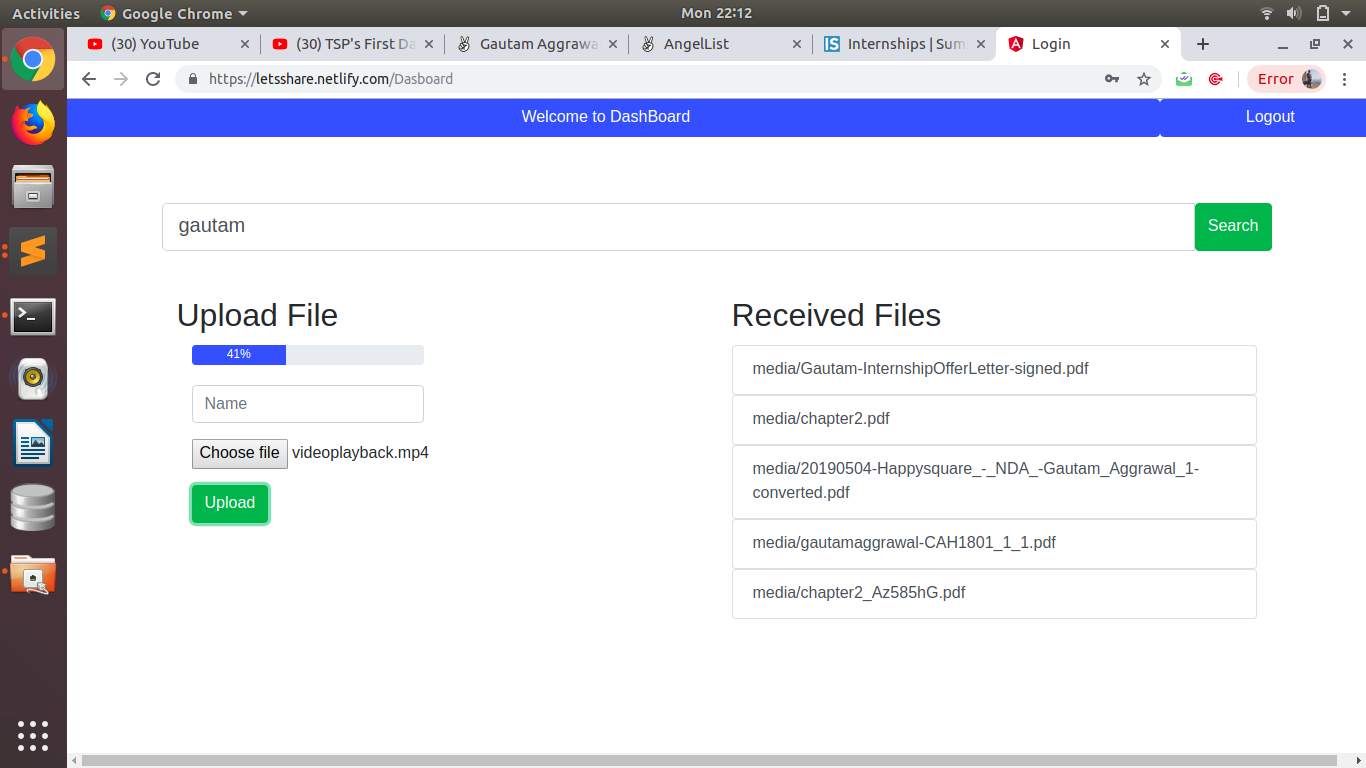 Activities
Google Chrome
Mon 22:12
(30) YouTube
(30) TSP's First Da
Gautam Aggrawa
AngelList
Internships | Sum
Login
https://letsshare.netlify.com/Dasboard
Error
Welcome to DashBoard
Logout
gautam
Search
Upload File
41%
Name
Choose file videoplayback.mp4
Upload
Received Files
media/Gautam-InternshipOfferLetter-signed.pdf
media/chapter2.pdf
media/20190504-Happysquare_-_NDA_-Gautam_Aggrawal_1-
converted.pdf
media/gautamaggrawal-CAH1801_1_1.pdf
media/chapter2_Az585hG.pdf